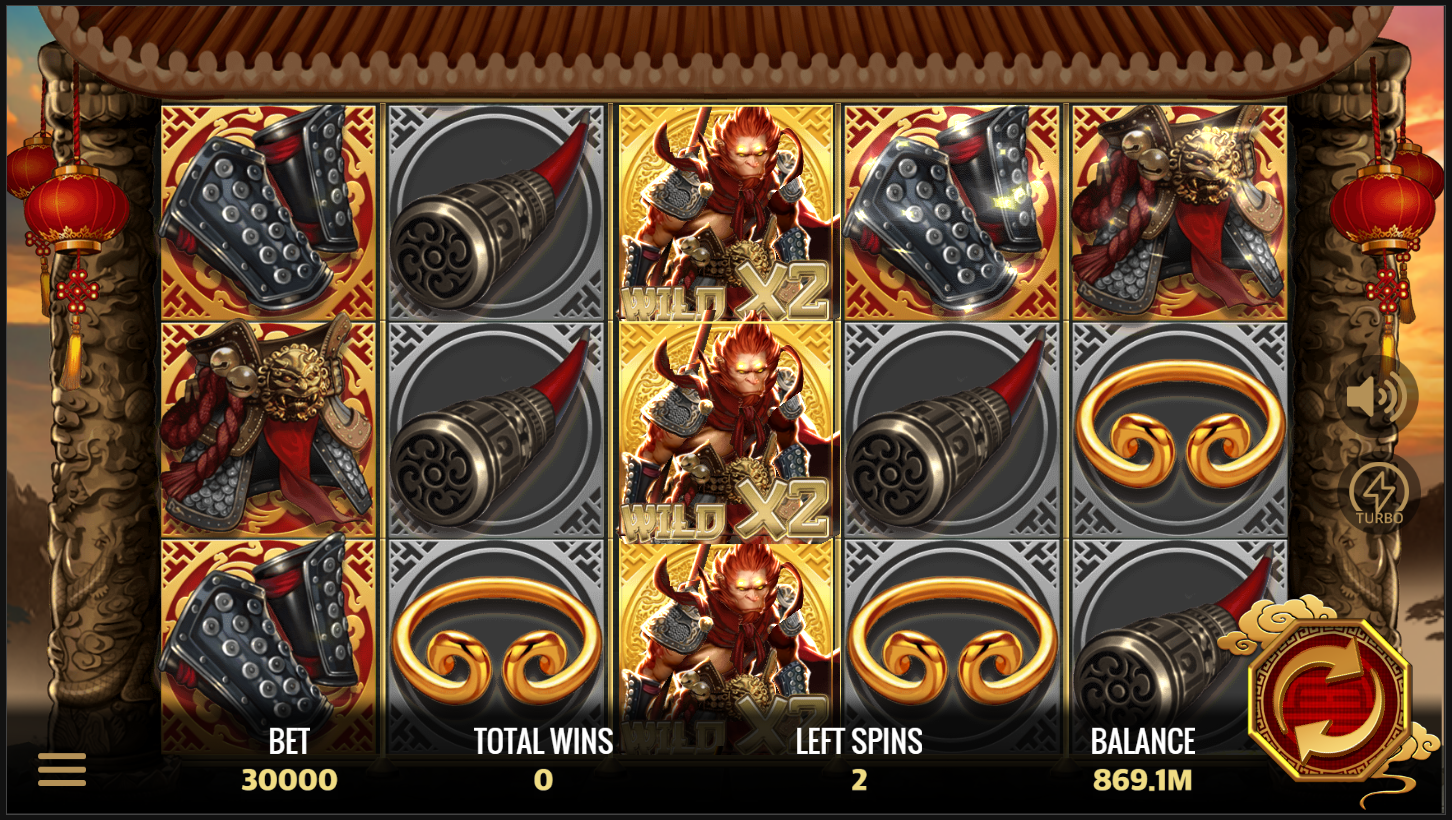 WILD X2
WILD X2
WILD X2
TURBO
BET
TOTAL WINS
LEFT SPINS
BALANCE
30000
0
2
869.1M